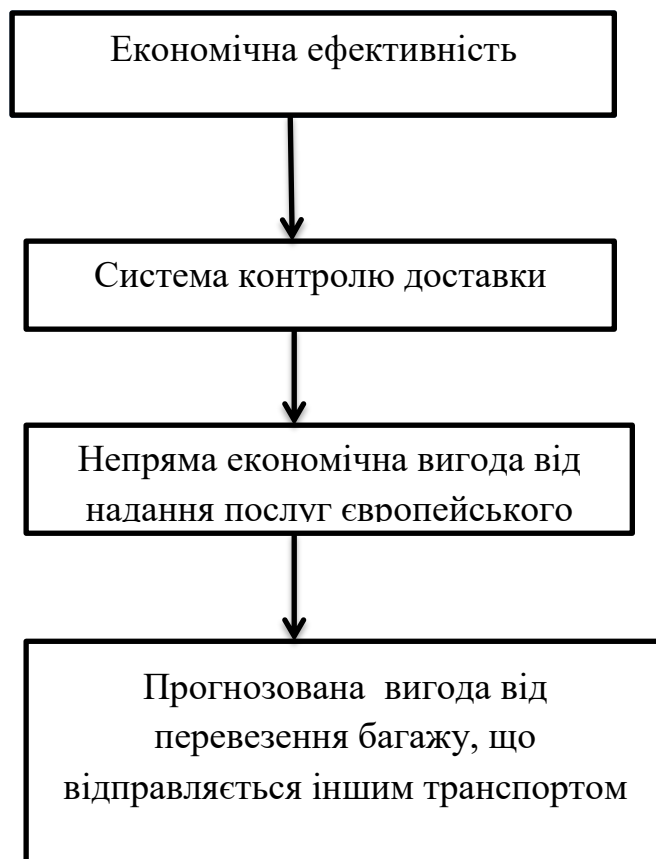 Економічна ефективність
Система контролю доставки
Непряма економічна вигода від
надання послуг європейського
Прогнозована вигода від
перевезення багажу, що
відправляється іншим транспортом